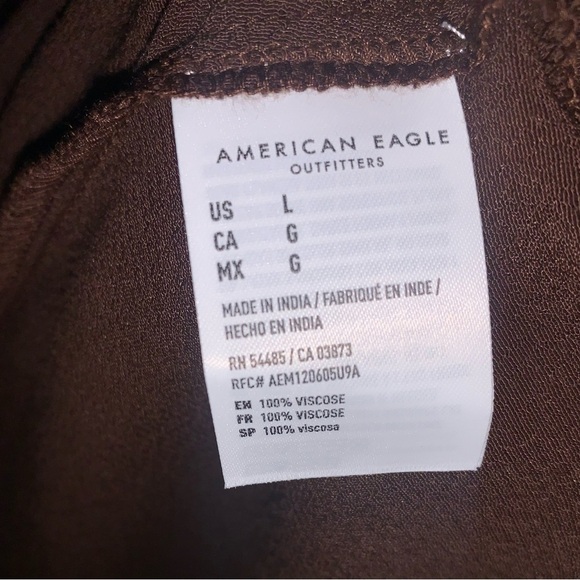 AMERICAN EAGLE
OUTFITTERS
US L
CA G
MX G
MADE IN INDIA / FABRIQUÉ EN INDE /
HECHO EN INDIA
RN 54485 / CA 03873
RFC# AEM120605U9A
EN 100% VISCOSE
FR 100% VISCOSE
SP 100% viscosa